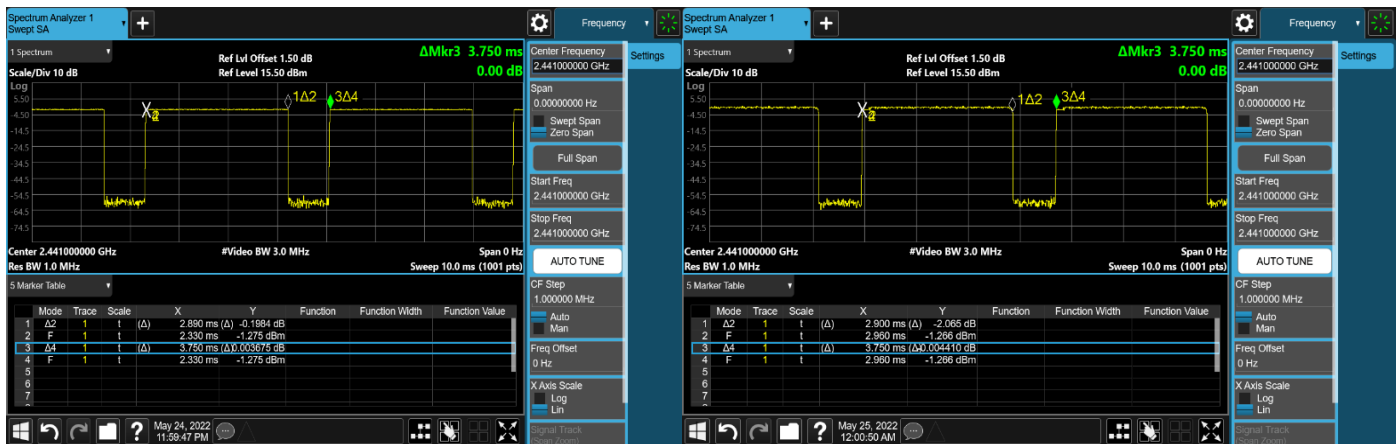 Spectrum Analyzer 1
Swept SA
+
Frequency
1 Spectrum
Ref Lvl Offset 1.50 dB
ΔMkr3 3.750 ms
Scale/Div 10 dB
Ref Level 15.50 dBm
0.00 dB
Log
5.50
-4.50
-14.5
-24.5
-34.5
-44.5
-54.5
-64.5
-74.5
1Δ2
3Δ4
X
Center 2.441000000 GHz
#Video BW 3.0 MHz
Span 0 Hz
Res BW 1.0 MHz
Sweep 10.0 ms (1001 pts)
5 Marker Table
Mode Trace Scale X Y Function Function Width Function Value
1 Δ2 1 t (Δ) 2.890 ms (Δ) -0.1984 dB
2 F 1 t 2.330 ms -1.275 dBm
3 Δ4 1 t (Δ) 3.750 ms (Δ) 0.003675 dB
4 F 1 t 2.330 ms -1.275 dBm
5
6
7
May 24, 2022
11:59:47 PM
Settings
Center Frequency
2.441000000 GHz
Span
0.00000000 Hz
Swept Span
Zero Span
Full Span
Start Freq
2.441000000 GHz
Stop Freq
2.441000000 GHz
AUTO TUNE
CF Step
1.000000 MHz
Auto
Man
Freq Offset
0 Hz
X Axis Scale
Log
Lin
Signal Track
(Span Zoom)
Spectrum Analyzer 1
Swept SA
+
Frequency
1 Spectrum
Ref Lvl Offset 1.50 dB
ΔMkr3 3.750 ms
Scale/Div 10 dB
Ref Level 15.50 dBm
0.00 dB
Log
5.50
-4.50
-14.5
-24.5
-34.5
-44.5
-54.5
-64.5
-74.5
1Δ2
3Δ4
X
Center 2.441000000 GHz
#Video BW 3.0 MHz
Span 0 Hz
Res BW 1.0 MHz
Sweep 10.0 ms (1001 pts)
5 Marker Table
Mode Trace Scale X Y Function Function Width Function Value
1 Δ2 1 t (Δ) 2.900 ms (Δ) -2.065 dB
2 F 1 t 2.960 ms -1.266 dBm
3 Δ4 1 t (Δ) 3.750 ms (Δ) -0.004410 dB
4 F 1 t 2.960 ms -1.266 dBm
5
6
7
May 25, 2022
12:00:50 AM
Settings
Center Frequency
2.441000000 GHz
Span
0.00000000 Hz
Swept Span
Zero Span
Full Span
Start Freq
2.441000000 GHz
Stop Freq
2.441000000 GHz
AUTO TUNE
CF Step
1.000000 MHz
Auto
Man
Freq Offset
0 Hz
X Axis Scale
Log
Lin
Signal Track
(Span Zoom)